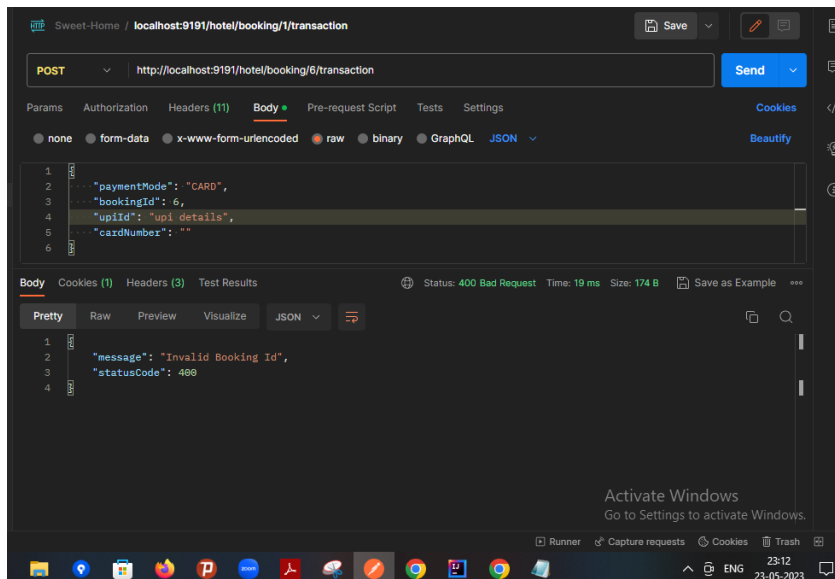 HTTP Sweet-Home / localhost:9191/hotel/booking/1/transaction Save
POST http://localhost:9191/hotel/booking/6/transaction Send
Params Authorization Headers (11) Body Pre-request Script Tests Settings Cookies
none form-data x-www-form-urlencoded raw binary GraphQL JSON Beautify
1 {
2 "paymentMode": "CARD",
3 "bookingId": 6,
4 "upiId": "upi details",
5 "cardNumber": ""
6 }
Body Cookies (1) Headers (3) Test Results Status: 400 Bad Request Time: 19 ms Size: 174 B Save as Example
Pretty Raw Preview Visualize JSON
1 {
2 "message": "Invalid Booking Id",
3 "statusCode": 400
4 }
Activate Windows
Go to Settings to activate Windows.
Runner Capture requests Cookies Trash
zoom ENG 23:12
23-05-2023